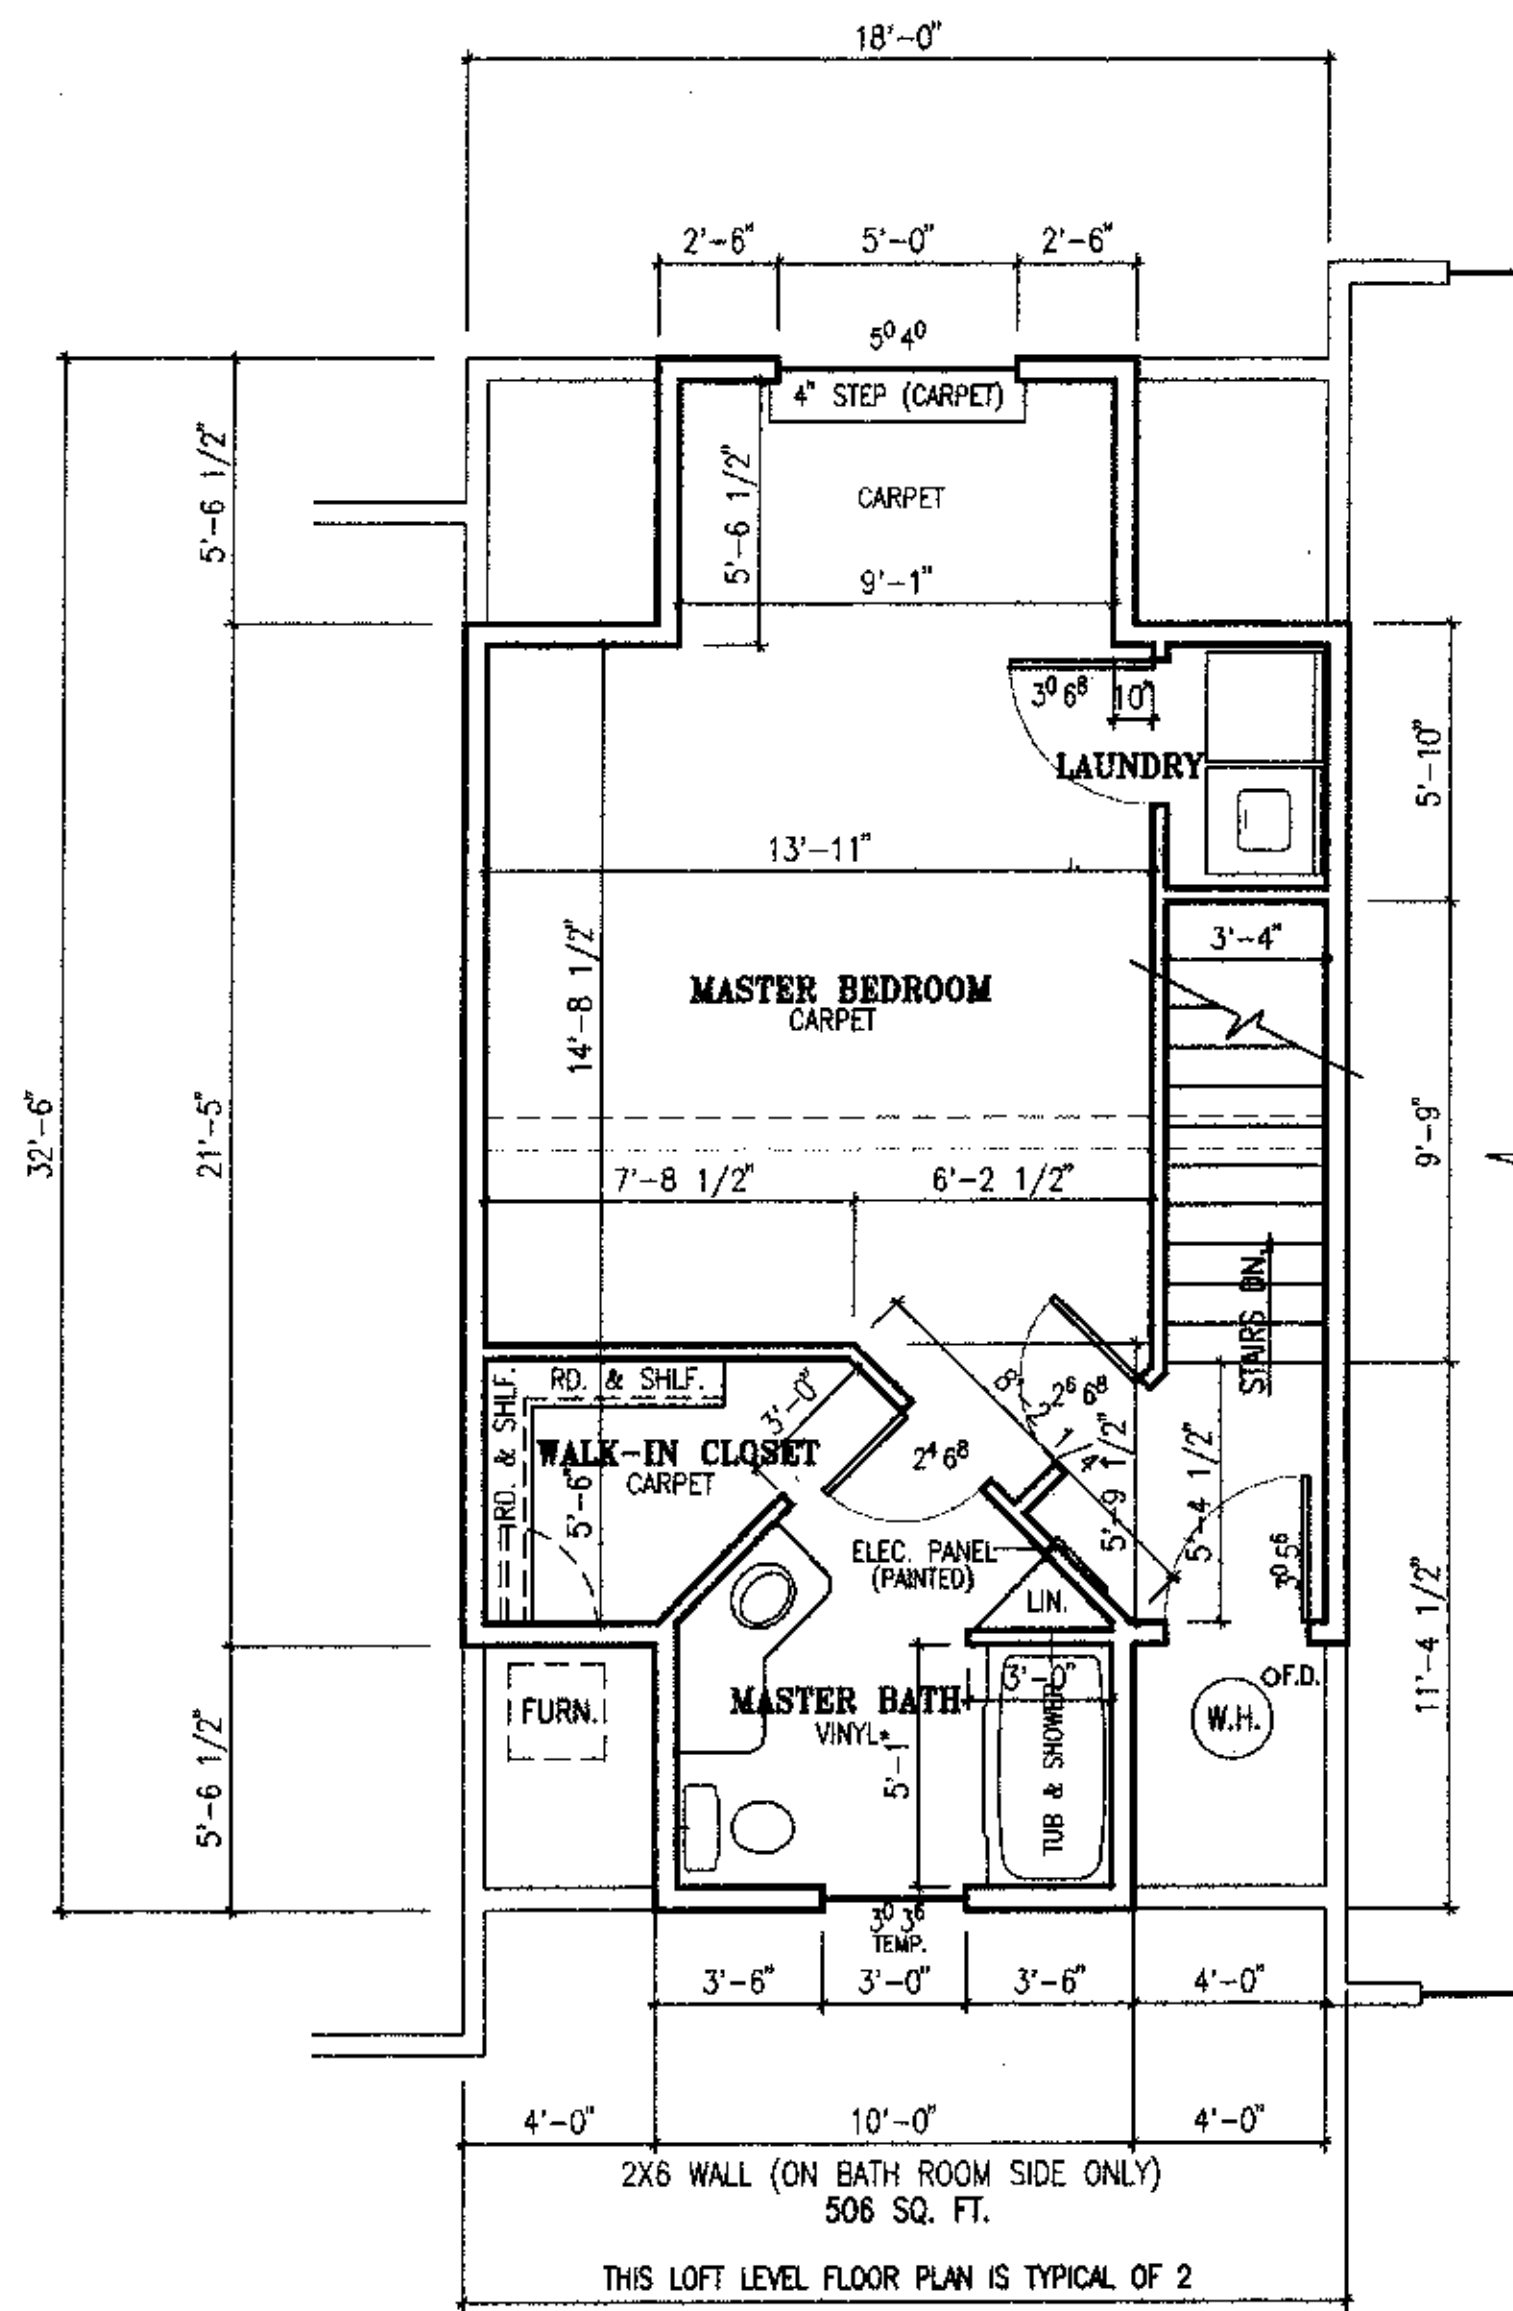 18'-0"
2'-6" 5'-0" 2'-6"
5⁰ 4⁰
4" STEP (CARPET)
5'-6 1/2"
5'-6 1/2"
CARPET
9'-1"
3⁰ 6⁸ 10"
LAUNDRY
5'-10"
13'-11"
3'-4"
14'-8 1/2"
MASTER BEDROOM
CARPET
32'-6"
21'-5"
9'-9"
7'-8 1/2" 6'-2 1/2"
STAIRS DN.
RD. & SHLF.
RD. & SHLF.
3'-0"
8'-2 1/4"
2⁶ 6⁸
WALK-IN CLOSET
CARPET
2⁴ 6⁸
5'-6"
5'-9 1/2"
5'-4 1/2"
ELEC. PANEL
(PAINTED)
3⁰ 5⁶
LIN.
11'-4 1/2"
3'-0"
F.D.
FURN.
MASTER BATH
VINYL*
W.H.
5'-6 1/2"
5'-1"
TUB & SHOWER
3⁰ 3⁶
TEMP.
3'-6" 3'-0" 3'-6" 4'-0"
4'-0" 10'-0" 4'-0"
2X6 WALL (ON BATH ROOM SIDE ONLY)
506 SQ. FT.
THIS LOFT LEVEL FLOOR PLAN IS TYPICAL OF 2